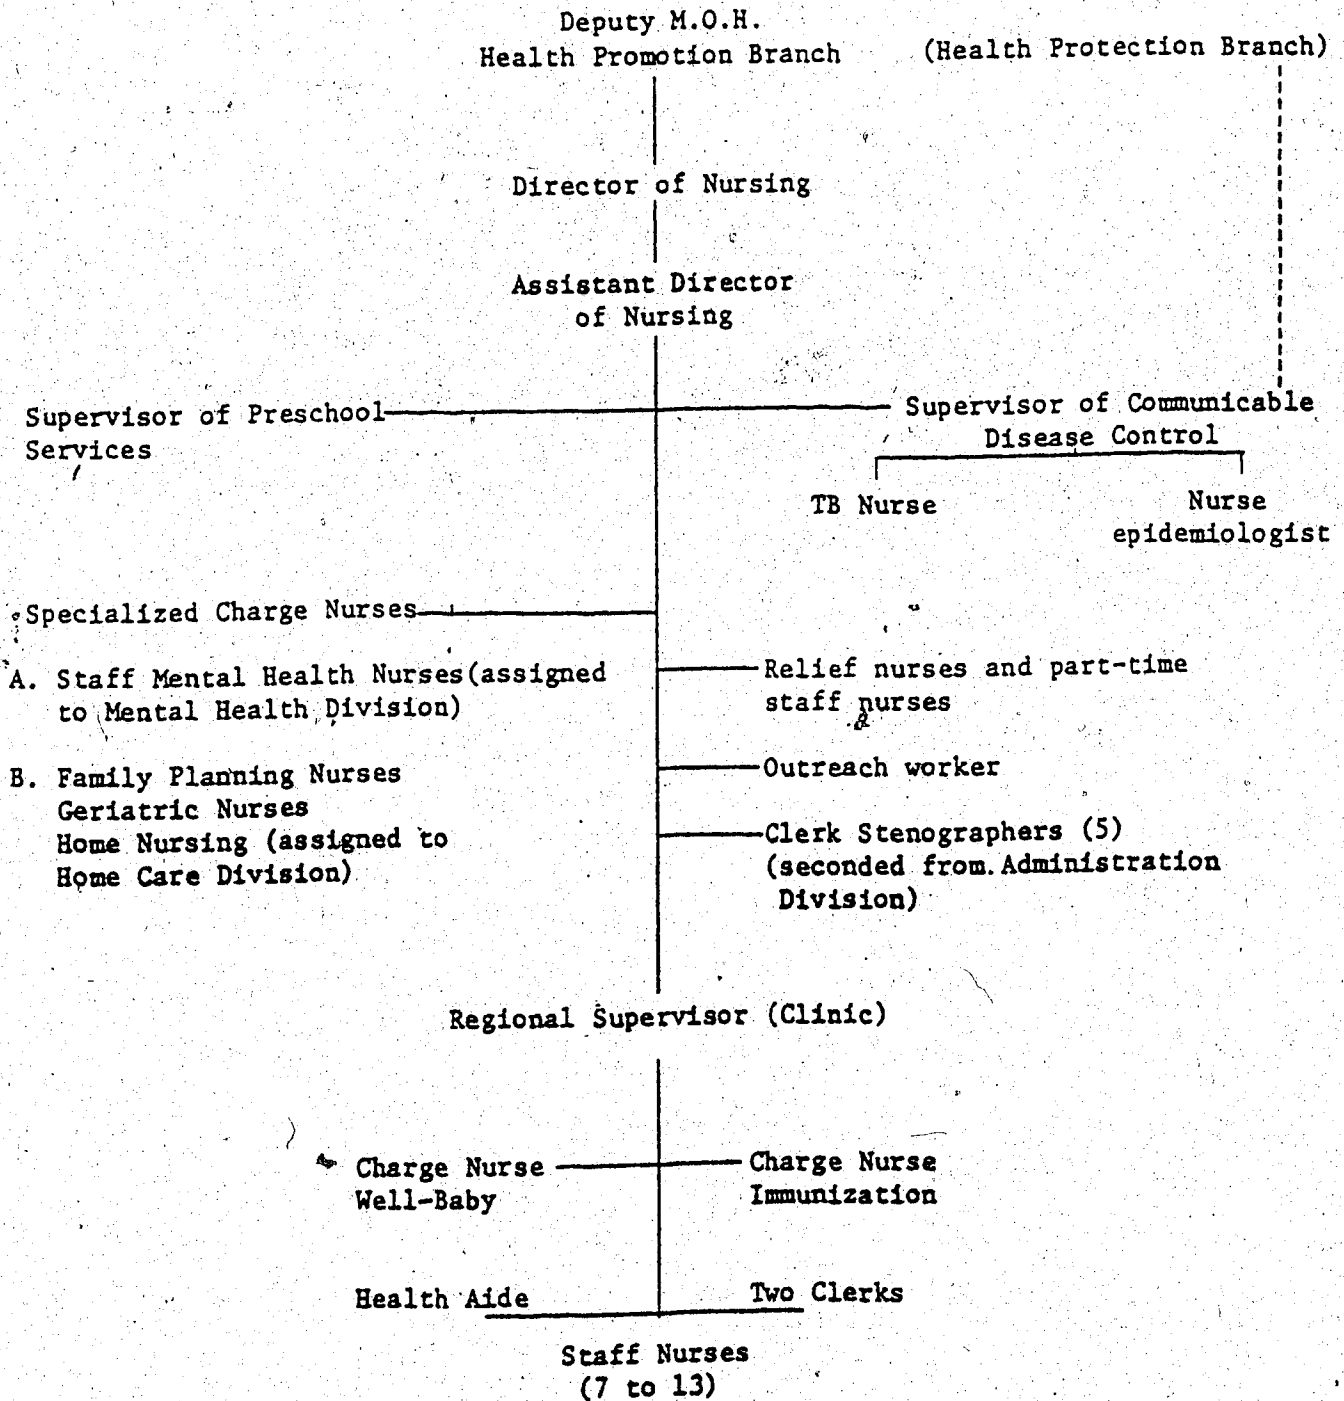 Deputy M.O.H.
Health Promotion Branch
(Health Protection Branch)
Director of Nursing
Assistant Director
of Nursing
Supervisor of Preschool
Services
Supervisor of Communicable
Disease Control
TB Nurse
Nurse
epidemiologist
Specialized Charge Nurses
A. Staff Mental Health Nurses (assigned
to Mental Health Division)
B. Family Planning Nurses
Geriatric Nurses
Home Nursing (assigned to
Home Care Division)
Relief nurses and part-time
staff nurses
Outreach worker
Clerk Stenographers (5)
(seconded from Administration
Division)
Regional Supervisor (Clinic)
Charge Nurse
Well-Baby
Charge Nurse
Immunization
Health Aide
Two Clerks
Staff Nurses
(7 to 13)